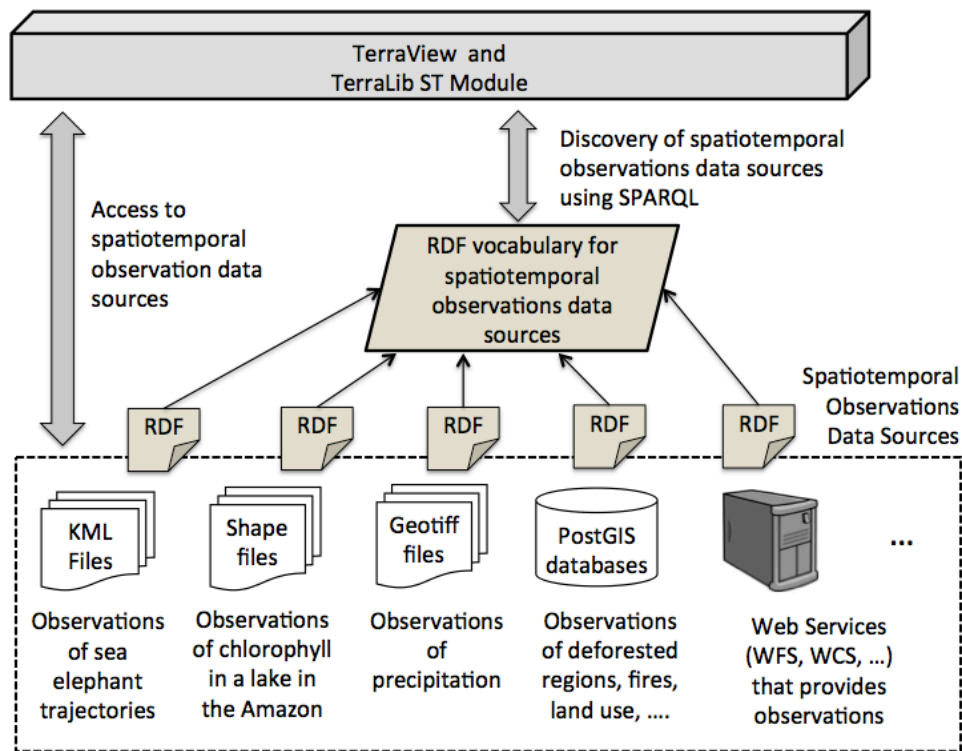 TerraView and
TerraLib ST Module
Discovery of spatiotemporal
observations data sources
using SPARQL
Access to
spatiotemporal
observation data
sources
RDF vocabulary for
spatiotemporal
observations data
sources
Spatiotemporal
Observations
Data Sources
RDF
RDF
RDF
RDF
RDF
KML
Files
Shape
files
Geotiff
files
PostGIS
databases
...
Observations
of sea
elephant
trajectories
Observations
of chlorophyll
in a lake in
the Amazon
Observations
of
precipitation
Observations
of deforested
regions, fires,
land use, ....
Web Services
(WFS, WCS, ...)
that provides
observations